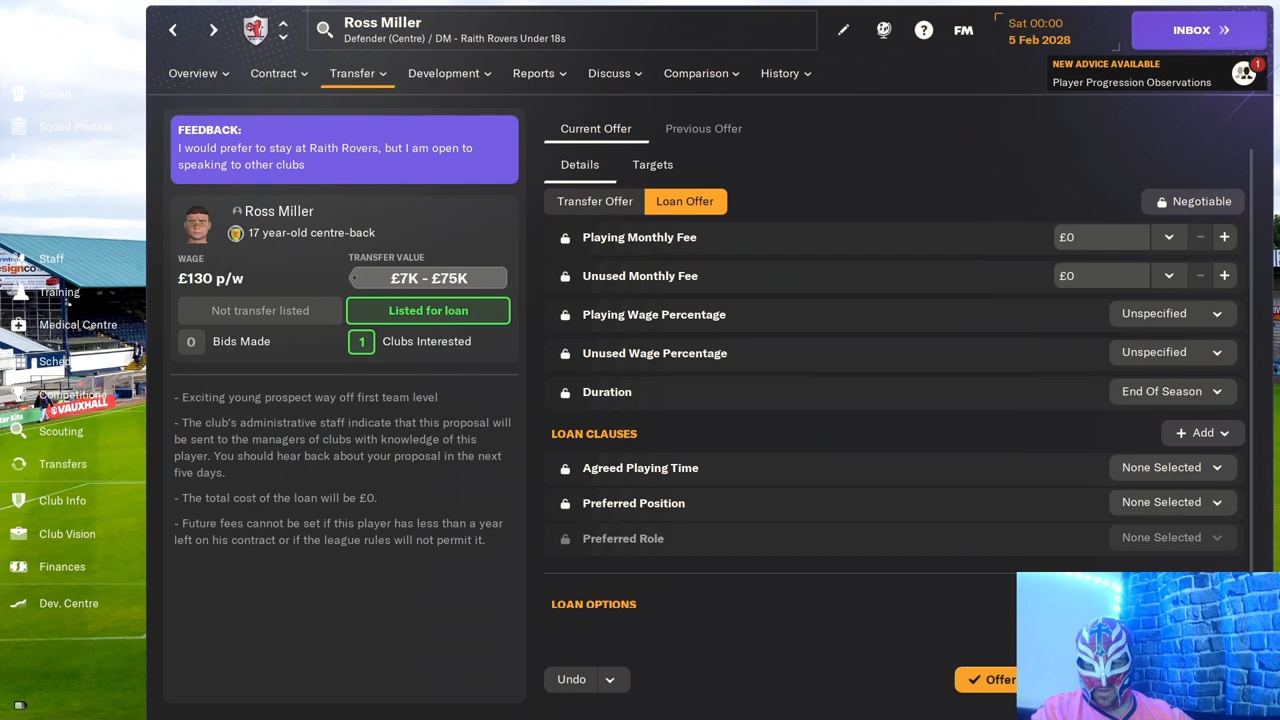 Ross Miller
Defender (Centre) / DM - Raith Rovers Under 18s
FM
Sat 00:00
5 Feb 2028
INBOX
Overview
Contract
Transfer
Development
Reports
Discuss
Comparison
History
NEW ADVICE AVAILABLE
Player Progression Observations
1
Squad
Squad Planner
Staff
Training
Medical Centre
Sched
Competitions
Scouting
Transfers
Club Info
Club Vision
Finances
Dev. Centre
VAUXHALL
FEEDBACK:
I would prefer to stay at Raith Rovers, but I am open to
speaking to other clubs
Ross Miller
17 year-old centre-back
WAGE
£130 p/w
TRANSFER VALUE
£7K - £75K
Not transfer listed
Listed for loan
0 Bids Made
1 Clubs Interested
- Exciting young prospect way off first team level
- The club's administrative staff indicate that this proposal will
be sent to the managers of clubs with knowledge of this
player. You should hear back about your proposal in the next
five days.
- The total cost of the loan will be £0.
- Future fees cannot be set if this player has less than a year
left on his contract or if the league rules will not permit it.
Current Offer
Previous Offer
Details
Targets
Transfer Offer
Loan Offer
Negotiable
Playing Monthly Fee £0
Unused Monthly Fee £0
Playing Wage Percentage Unspecified
Unused Wage Percentage Unspecified
Duration End Of Season
LOAN CLAUSES
Add
Agreed Playing Time None Selected
Preferred Position None Selected
Preferred Role None Selected
LOAN OPTIONS
Undo
Offer